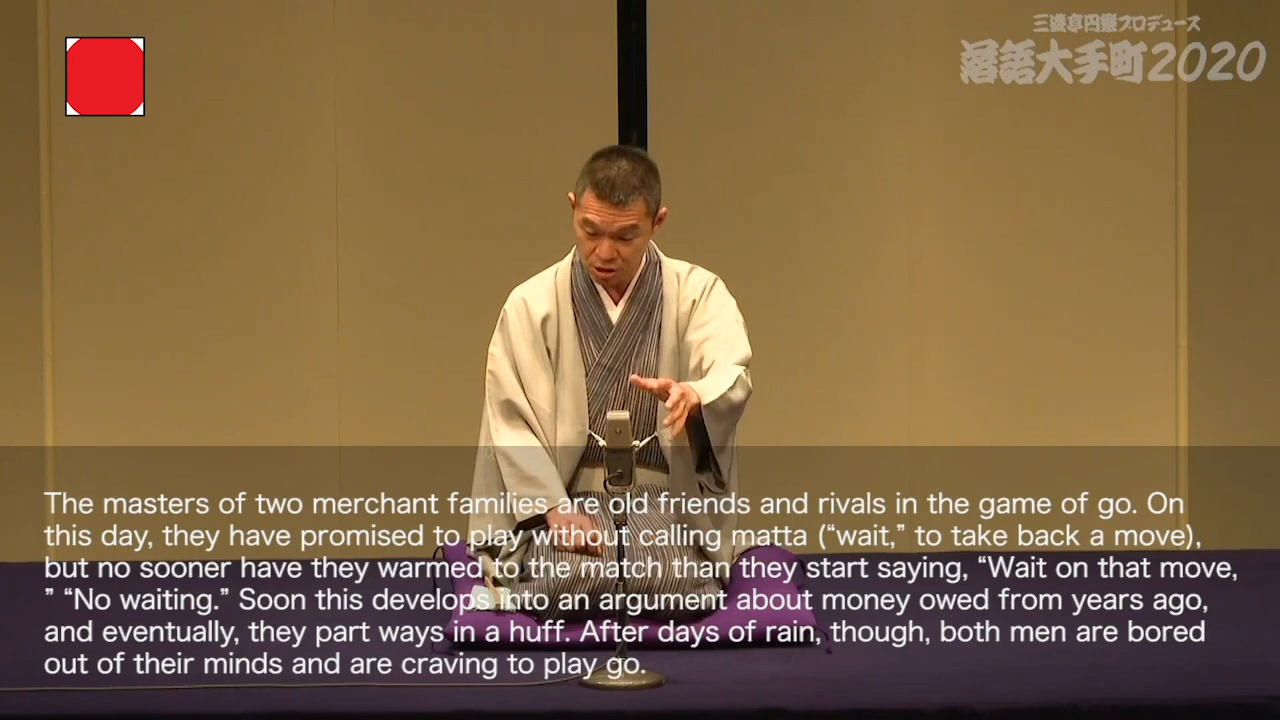 三遊亭円楽プロデュース
落語大手町2020
The masters of two merchant families are old friends and rivals in the game of go. On
this day, they have promised to play without calling matta (“wait,” to take back a move),
but no sooner have they warmed to the match than they start saying, “Wait on that move,
” “No waiting.” Soon this develops into an argument about money owed from years ago,
and eventually, they part ways in a huff. After days of rain, though, both men are bored
out of their minds and are craving to play go.